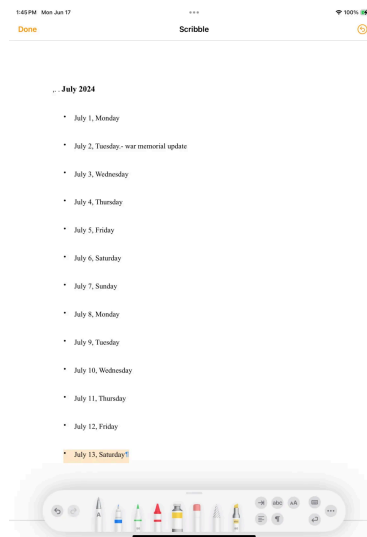 1:45 PM Mon Jun 17
100%
Done
Scribble
,. . July 2024
• July 1, Monday
• July 2, Tuesday.- war memorial update
• July 3, Wednesday
• July 4, Thursday
• July 5, Friday
• July 6, Saturday
• July 7, Sunday
• July 8, Monday
• July 9, Tuesday
• July 10, Wednesday
• July 11, Thursday
• July 12, Friday
• July 13, Saturday¶
A
abc
AA
¶